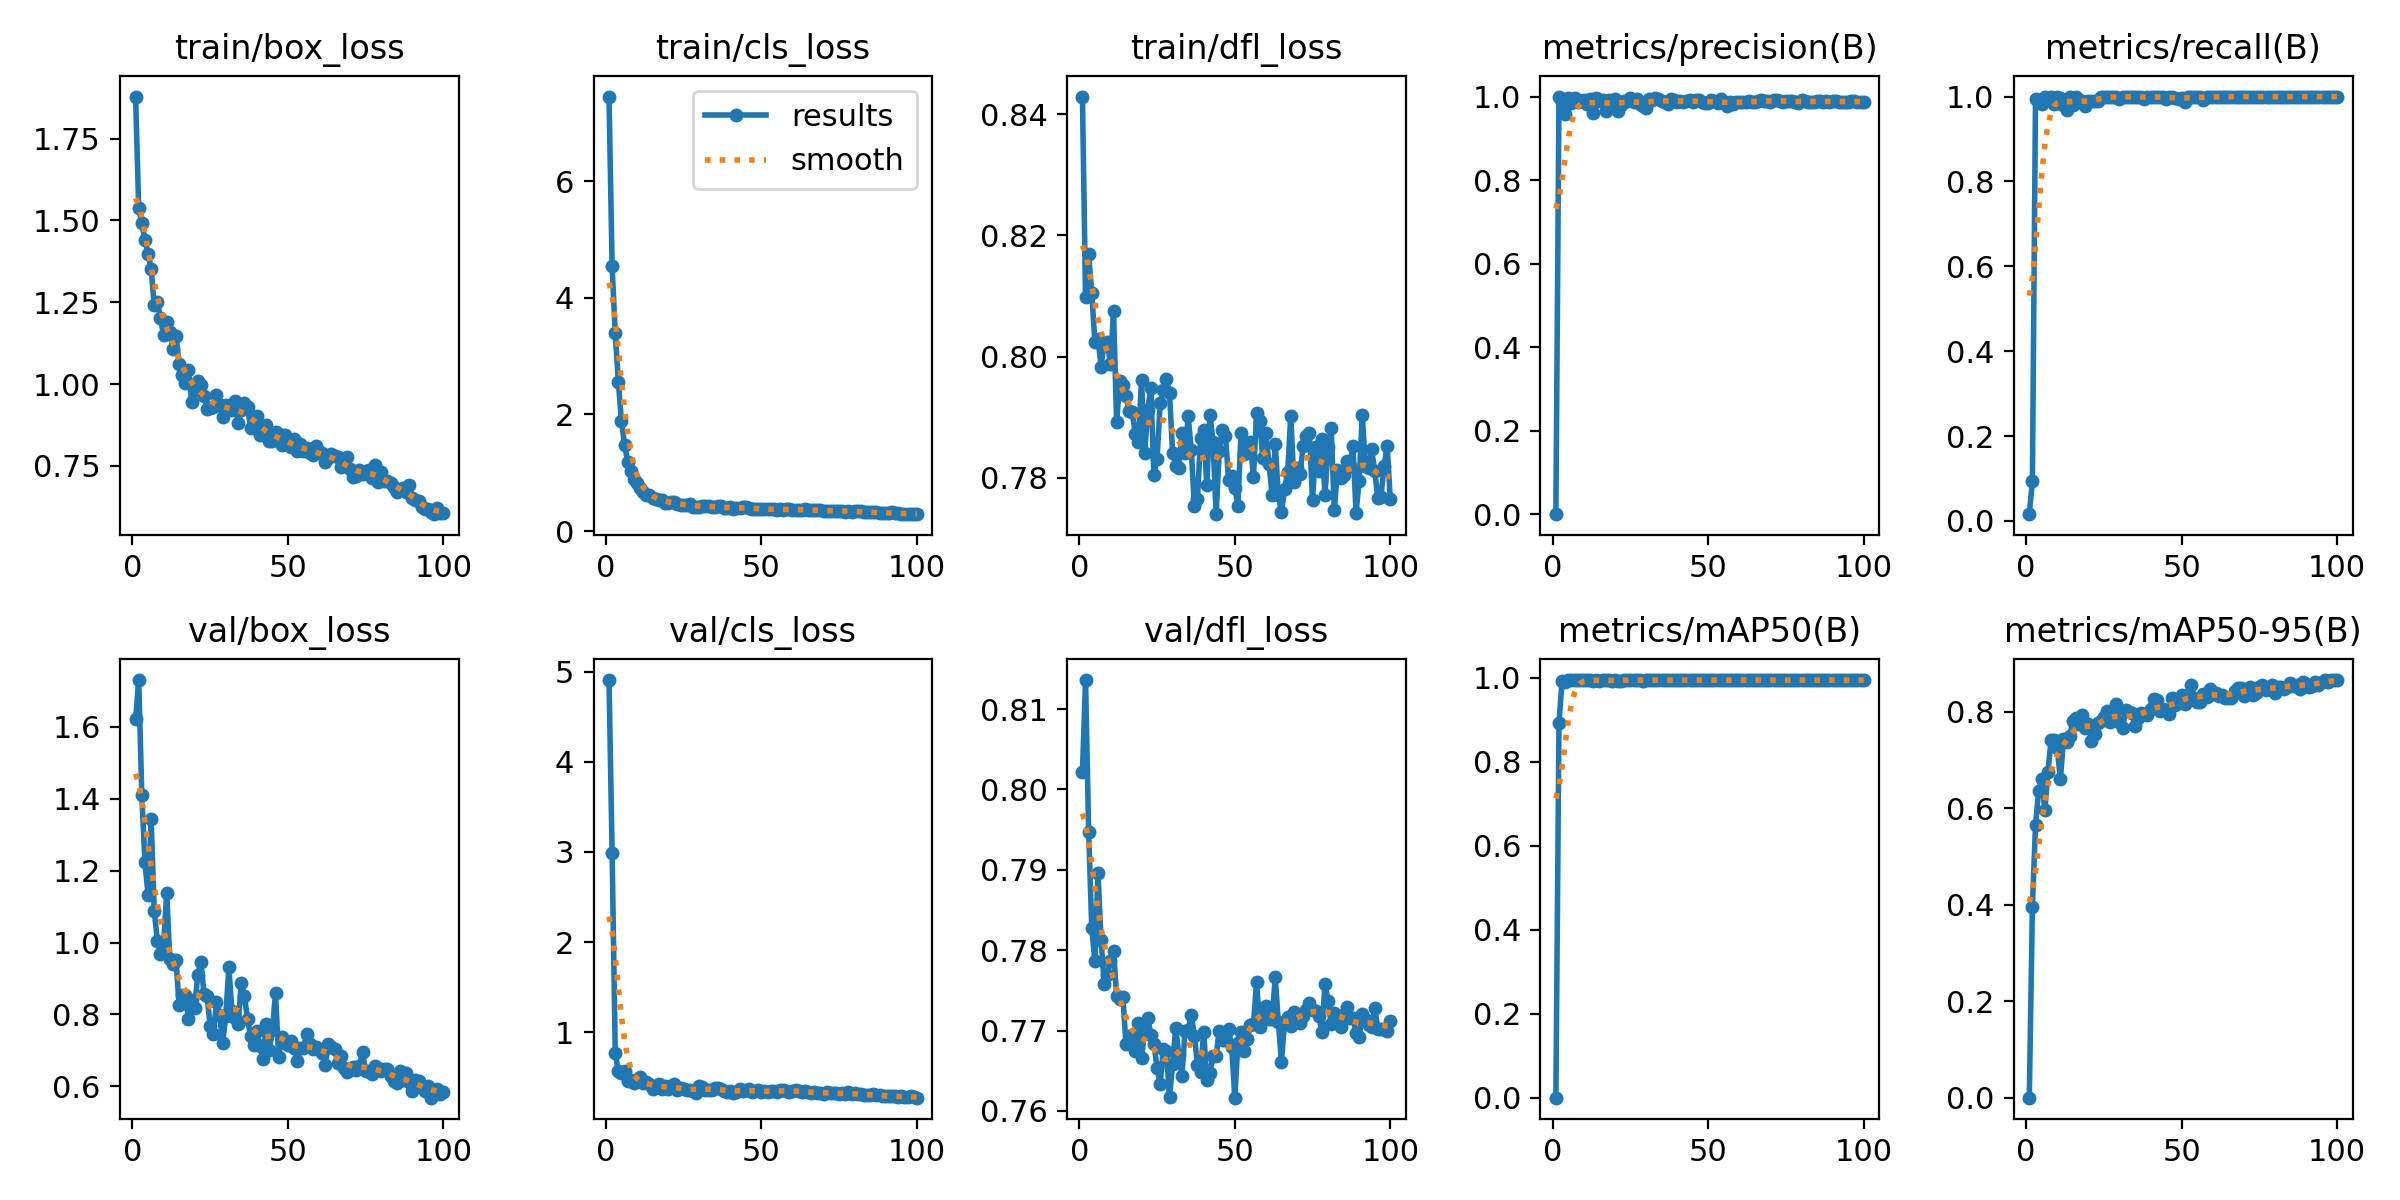 train/box_loss
train/cls_loss
train/dfl_loss
metrics/precision(B)
metrics/recall(B)
1.75
1.50
1.25
1.00
0.75
0 50 100
results
smooth
6
4
2
0
0 50 100
0.84
0.82
0.80
0.78
0 50 100
1.0
0.8
0.6
0.4
0.2
0.0
0 50 100
1.0
0.8
0.6
0.4
0.2
0.0
0 50 100
val/box_loss
val/cls_loss
val/dfl_loss
metrics/mAP50(B)
metrics/mAP50-95(B)
1.6
1.4
1.2
1.0
0.8
0.6
0 50 100
5
4
3
2
1
0 50 100
0.81
0.80
0.79
0.78
0.77
0.76
0 50 100
1.0
0.8
0.6
0.4
0.2
0.0
0 50 100
0.8
0.6
0.4
0.2
0.0
0 50 100